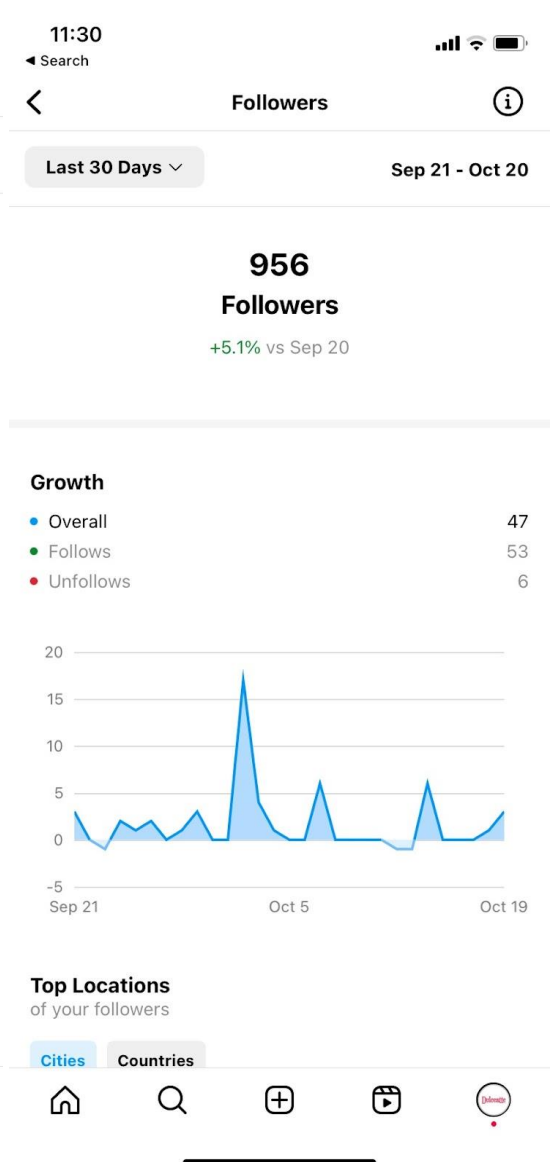 11:30
◀ Search
Followers
Last 30 Days
Sep 21 - Oct 20
956
Followers
+5.1% vs Sep 20
Growth
Overall 47
Follows 53
Unfollows 6
20
15
10
5
0
-5
Sep 21 Oct 5 Oct 19
Top Locations
of your followers
Cities Countries